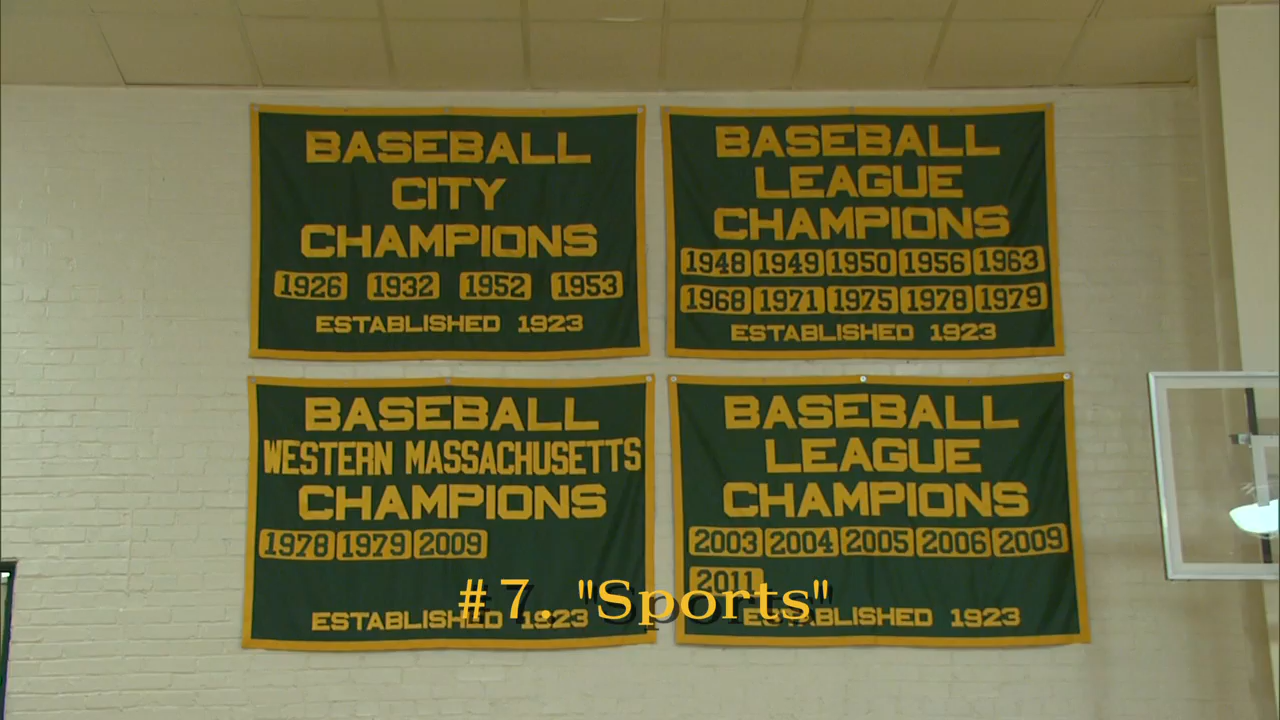 BASEBALL
CITY
CHAMPIONS
1926 1932 1952 1953
ESTABLISHED 1923
BASEBALL
LEAGUE
CHAMPIONS
1948 1949 1950 1956 1963
1968 1971 1975 1978 1979
ESTABLISHED 1923
BASEBALL
WESTERN MASSACHUSETTS
CHAMPIONS
1978 1979 2009
ESTABLISHED 1923
BASEBALL
LEAGUE
CHAMPIONS
2003 2004 2005 2006 2009
2011
ESTABLISHED 1923
#7. "Sports"